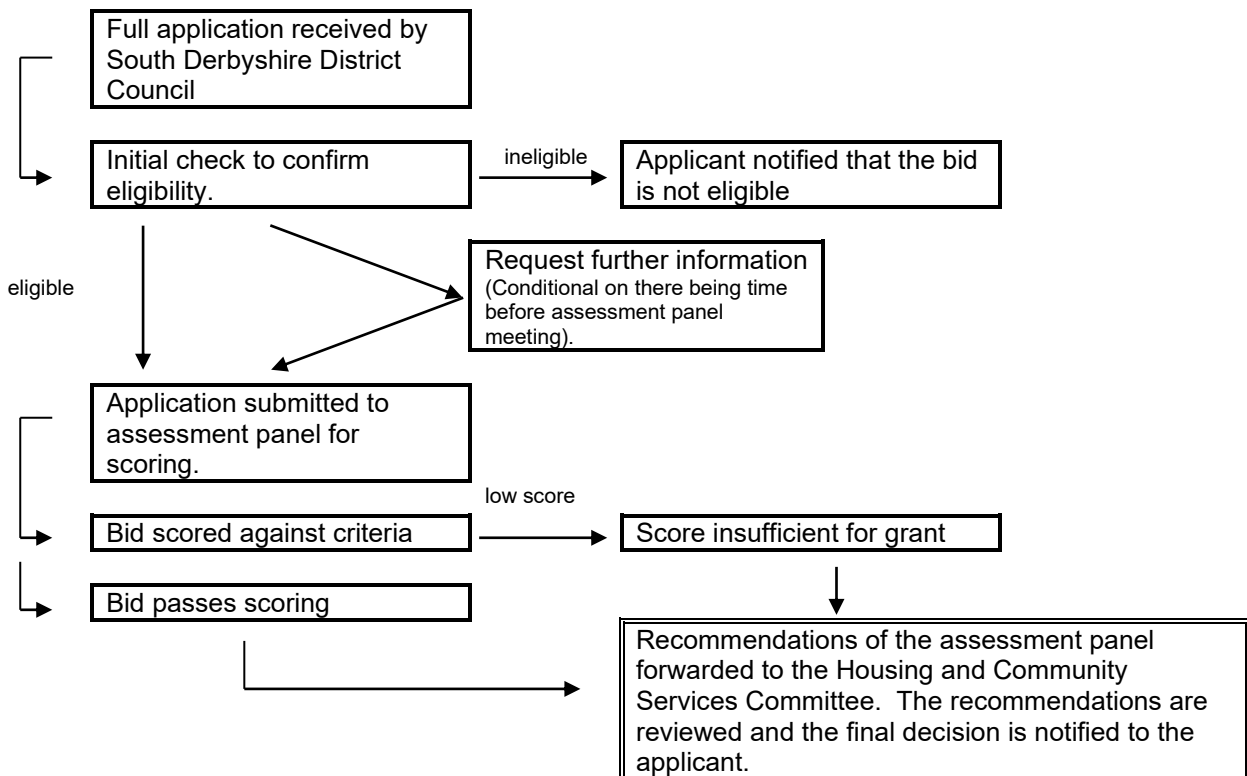 Full application received by
South Derbyshire District
Council
Initial check to confirm
eligibility.
ineligible
Applicant notified that the bid
is not eligible
eligible
Request further information
(Conditional on there being time
before assessment panel
meeting).
Application submitted to
assessment panel for
scoring.
low score
Bid scored against criteria
Score insufficient for grant
Bid passes scoring
Recommendations of the assessment panel
forwarded to the Housing and Community
Services Committee.  The recommendations are
reviewed and the final decision is notified to the
applicant.